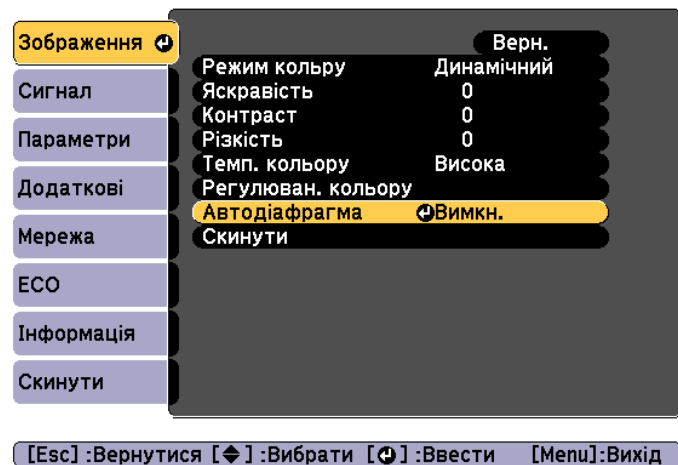 Зображення
Сигнал
Параметри
Додаткові
Мережа
ECO
Інформація
Скинути
Верн.
Режим кольру Динамічний
Яскравість 0
Контраст 0
Різкість 0
Темп. кольору Висока
Регулюван. кольору
Автодіафрагма Вимкн.
Скинути
[Esc] :Вернутися [◆] :Вибрати [⏎] :Ввести [Menu]:Вихід